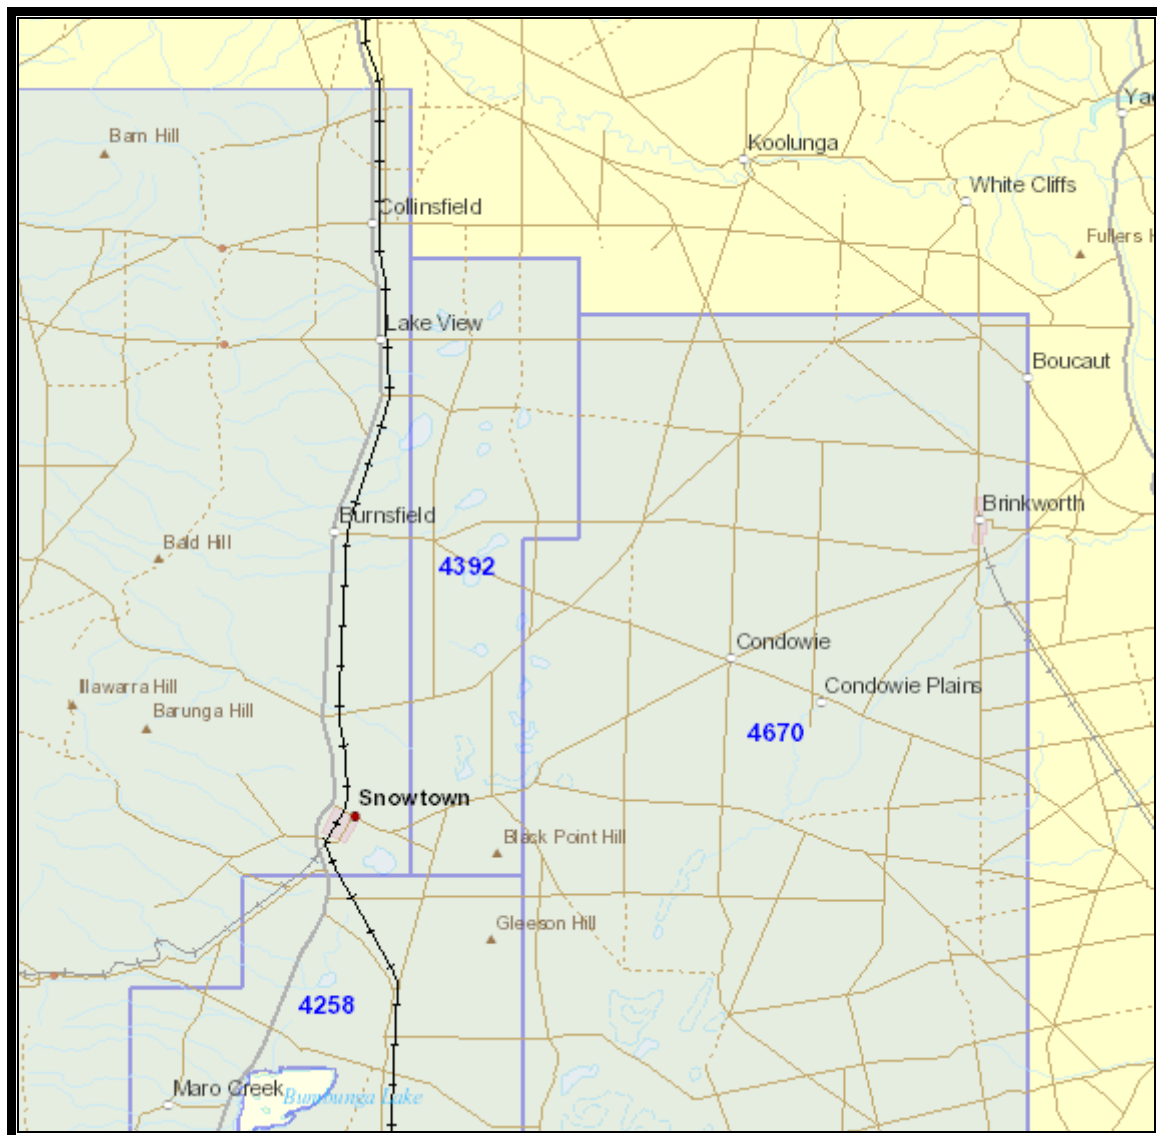 Yac
Barn Hill
Koolunga
White Cliffs
Collinsfield
Fullers H
Lake View
Boucaut
Brinkworth
Burnsfield
Bald Hill
4392
Condowie
Illawarra Hill
Condowie Plains
Barunga Hill
4670
Snowtown
Black Point Hill
Gleeson Hill
4258
Maro Creek
Bumbunga Lake